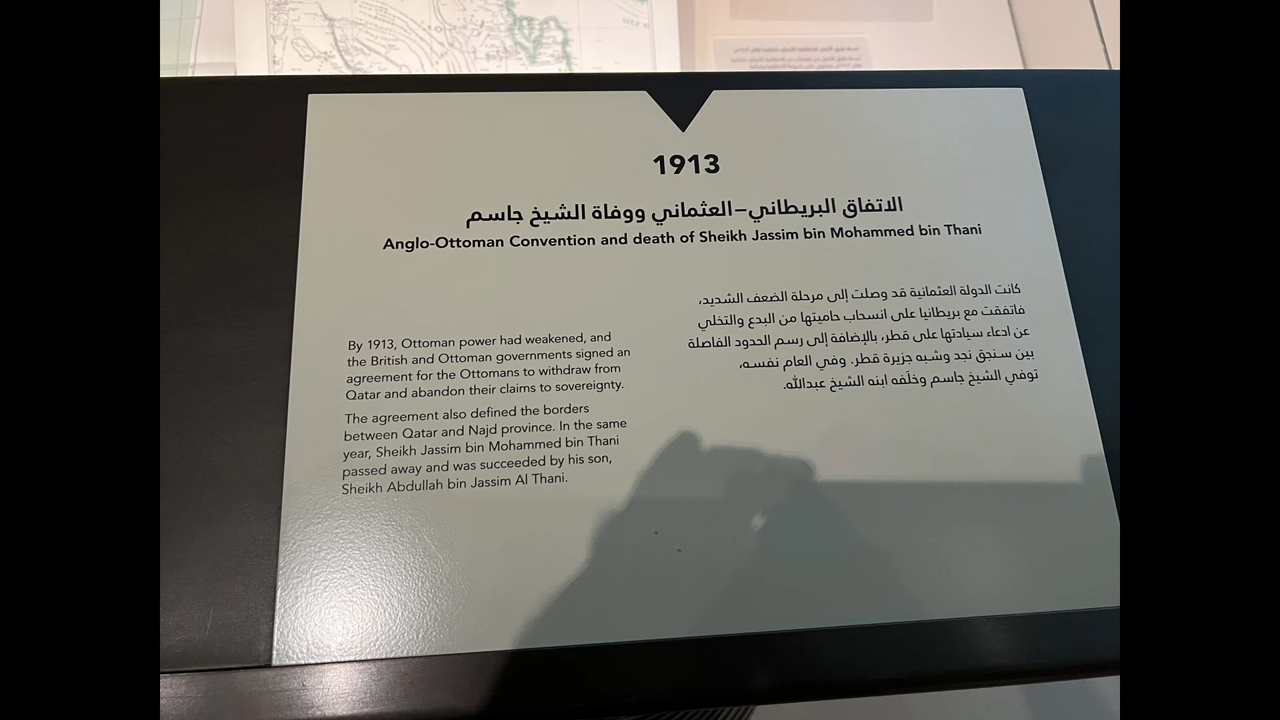 1913
الاتفاق البريطاني-العثماني ووفاة الشيخ جاسم
Anglo-Ottoman Convention and death of Sheikh Jassim bin Mohammed bin Thani
كانت الدولة العثمانية قد وصلت إلى مرحلة الضعف الشديد،
فاتفقت مع بريطانيا على انسحاب حاميتها من البدع والتخلي
عن ادعاء سيادتها على قطر، بالإضافة إلى رسم الحدود الفاصلة
بين سنجق نجد وشبه جزيرة قطر. وفي العام نفسه،
توفي الشيخ جاسم وخلَفه ابنه الشيخ عبدالله.
By 1913, Ottoman power had weakened, and
the British and Ottoman governments signed an
agreement for the Ottomans to withdraw from
Qatar and abandon their claims to sovereignty.
The agreement also defined the borders
between Qatar and Najd province. In the same
year, Sheikh Jassim bin Mohammed bin Thani
passed away and was succeeded by his son,
Sheikh Abdullah bin Jassim Al Thani.